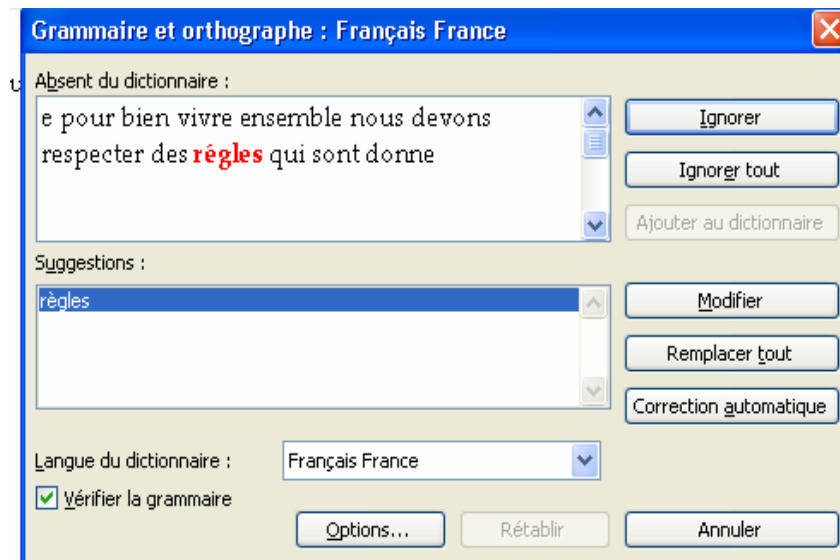 Grammaire et orthographe : Français France
Absent du dictionnaire :
e pour bien vivre ensemble nous devons
respecter des régles qui sont donne
Ignorer
Ignorer tout
Ajouter au dictionnaire
Suggestions :
règles
Modifier
Remplacer tout
Correction automatique
Langue du dictionnaire :
Français France
Vérifier la grammaire
Options...
Rétablir
Annuler